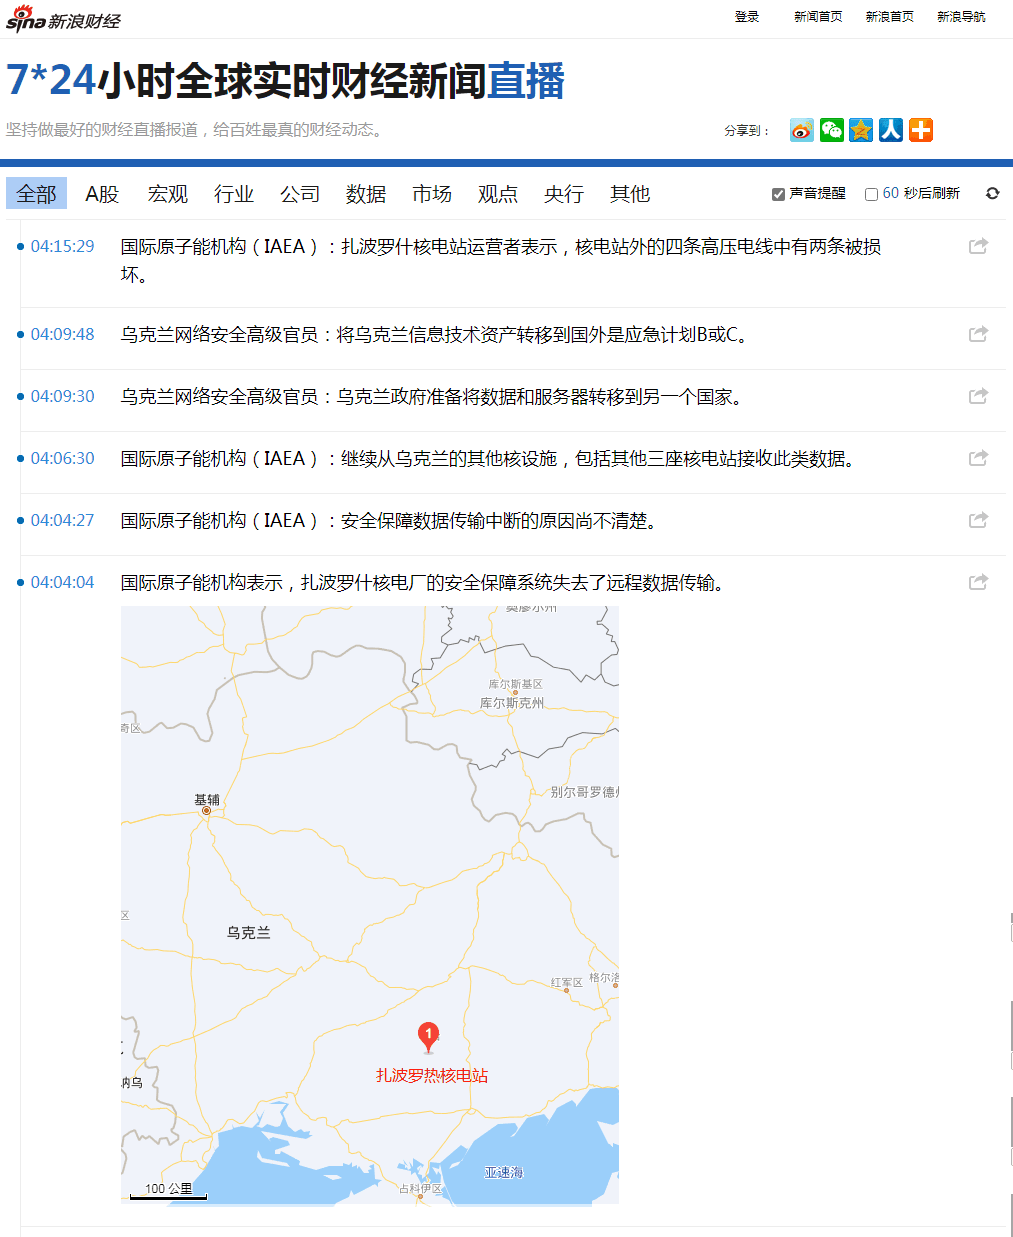 sina新浪财经
登录 新闻首页 新浪首页 新浪导航
7*24小时全球实时财经新闻直播
坚持做最好的财经直播报道，给百姓最真的财经动态。
分享到：
全部 A股 宏观 行业 公司 数据 市场 观点 央行 其他
声音提醒 60 秒后刷新
04:15:29 国际原子能机构（IAEA）：扎波罗什核电站运营者表示，核电站外的四条高压电线中有两条被损
坏。
04:09:48 乌克兰网络安全高级官员：将乌克兰信息技术资产转移到国外是应急计划B或C。
04:09:30 乌克兰网络安全高级官员：乌克兰政府准备将数据和服务器转移到另一个国家。
04:06:30 国际原子能机构（IAEA）：继续从乌克兰的其他核设施，包括其他三座核电站接收此类数据。
04:04:27 国际原子能机构（IAEA）：安全保障数据传输中断的原因尚不清楚。
04:04:04 国际原子能机构表示，扎波罗什核电厂的安全保障系统失去了远程数据传输。
库尔斯基区
库尔斯克州
奇区
别尔哥罗德州
基辅
区
乌克兰
红军区
格尔洛
1
扎波罗热核电站
纳乌
亚速海
100 公里
占科伊区